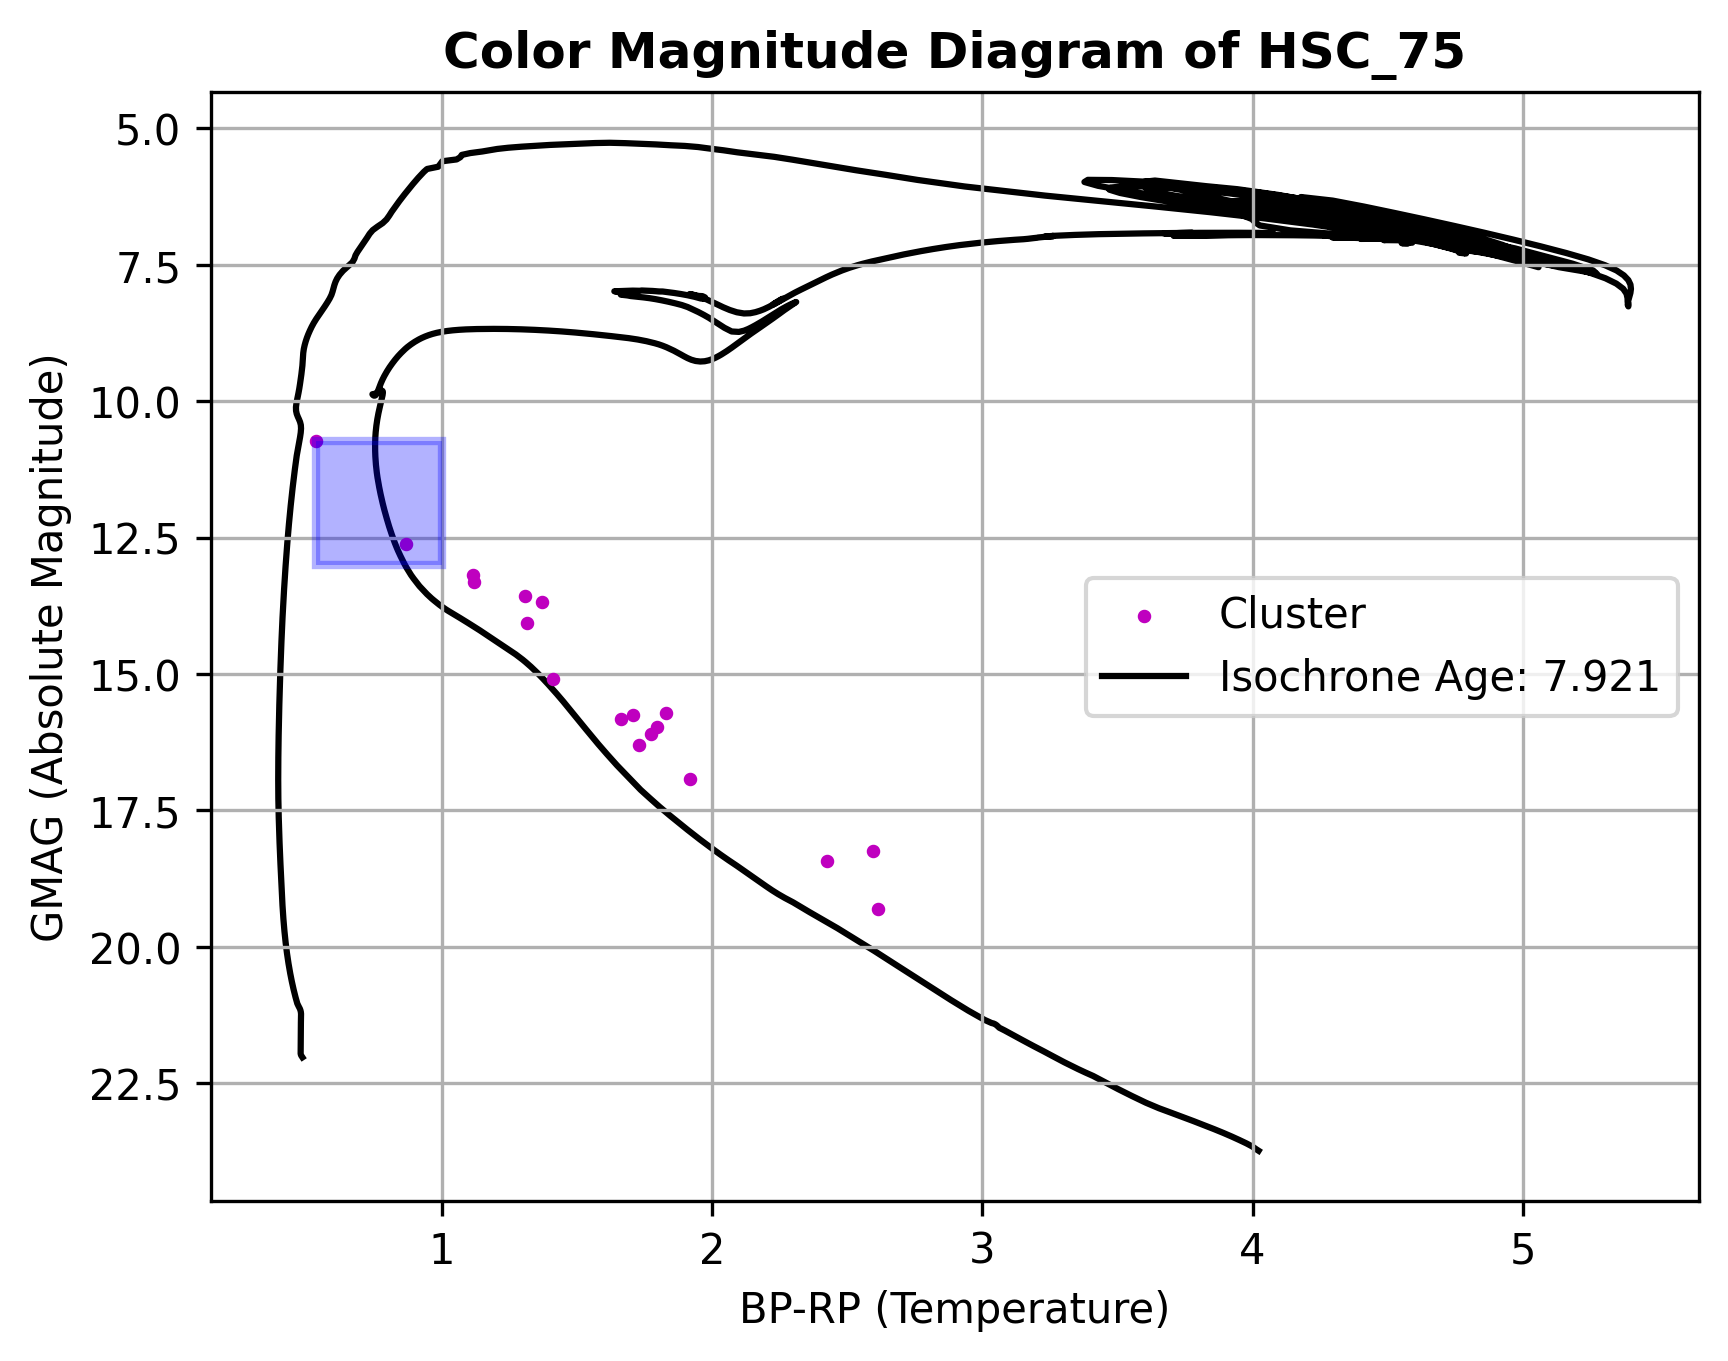 Color Magnitude Diagram of HSC_75
GMAG (Absolute Magnitude)
5.0
7.5
10.0
12.5
15.0
17.5
20.0
22.5
Cluster
Isochrone Age: 7.921
1 2 3 4 5
BP-RP (Temperature)